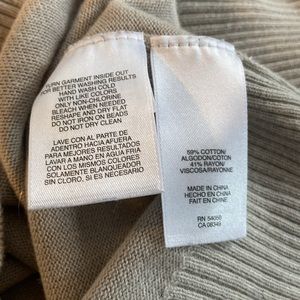 TURN GARMENT INSIDE OUT
FOR BETTER WASHING RESULTS
HAND WASH COLD
WITH LIKE COLORS
ONLY NON-CHLORINE
BLEACH WHEN NEEDED
RESHAPE AND DRY FLAT
DO NOT IRON ON BEADS
DO NOT DRY CLEAN
LAVE CON AL PARTE DE
ADENTRO HACIA AFUERA
PARA MEJORES RESULTADOS
LAVAR A MANO EN AGUA FRIA
CON LOS MISMOS COLORES
SOLAMENTE BLANQUEADOR
SIN CLORO, SI ES NECESARIO
59% COTTON/
ALGODON/COTON
41% RAYON/
VISCOSA/RAYONNE
MADE IN CHINA
HECHO EN CHINA
FAIT EN CHINE
RN 54050
CA 08349